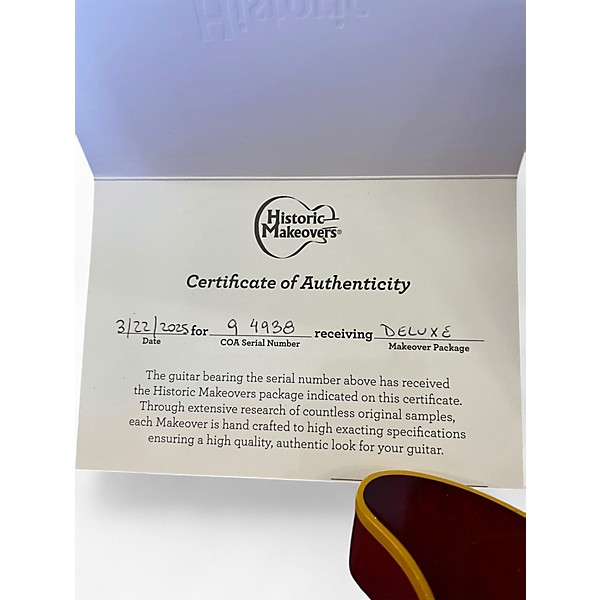 Historic
Historic
Makeovers®
Certificate of Authenticity
3/22/2025 for 9 4938 receiving DELUXE
Date COA Serial Number Makeover Package
The guitar bearing the serial number above has received
the Historic Makeovers package indicated on this certificate.
Through extensive research of countless original samples,
each Makeover is hand crafted to high exacting specifications
ensuring a high quality, authentic look for your guitar.